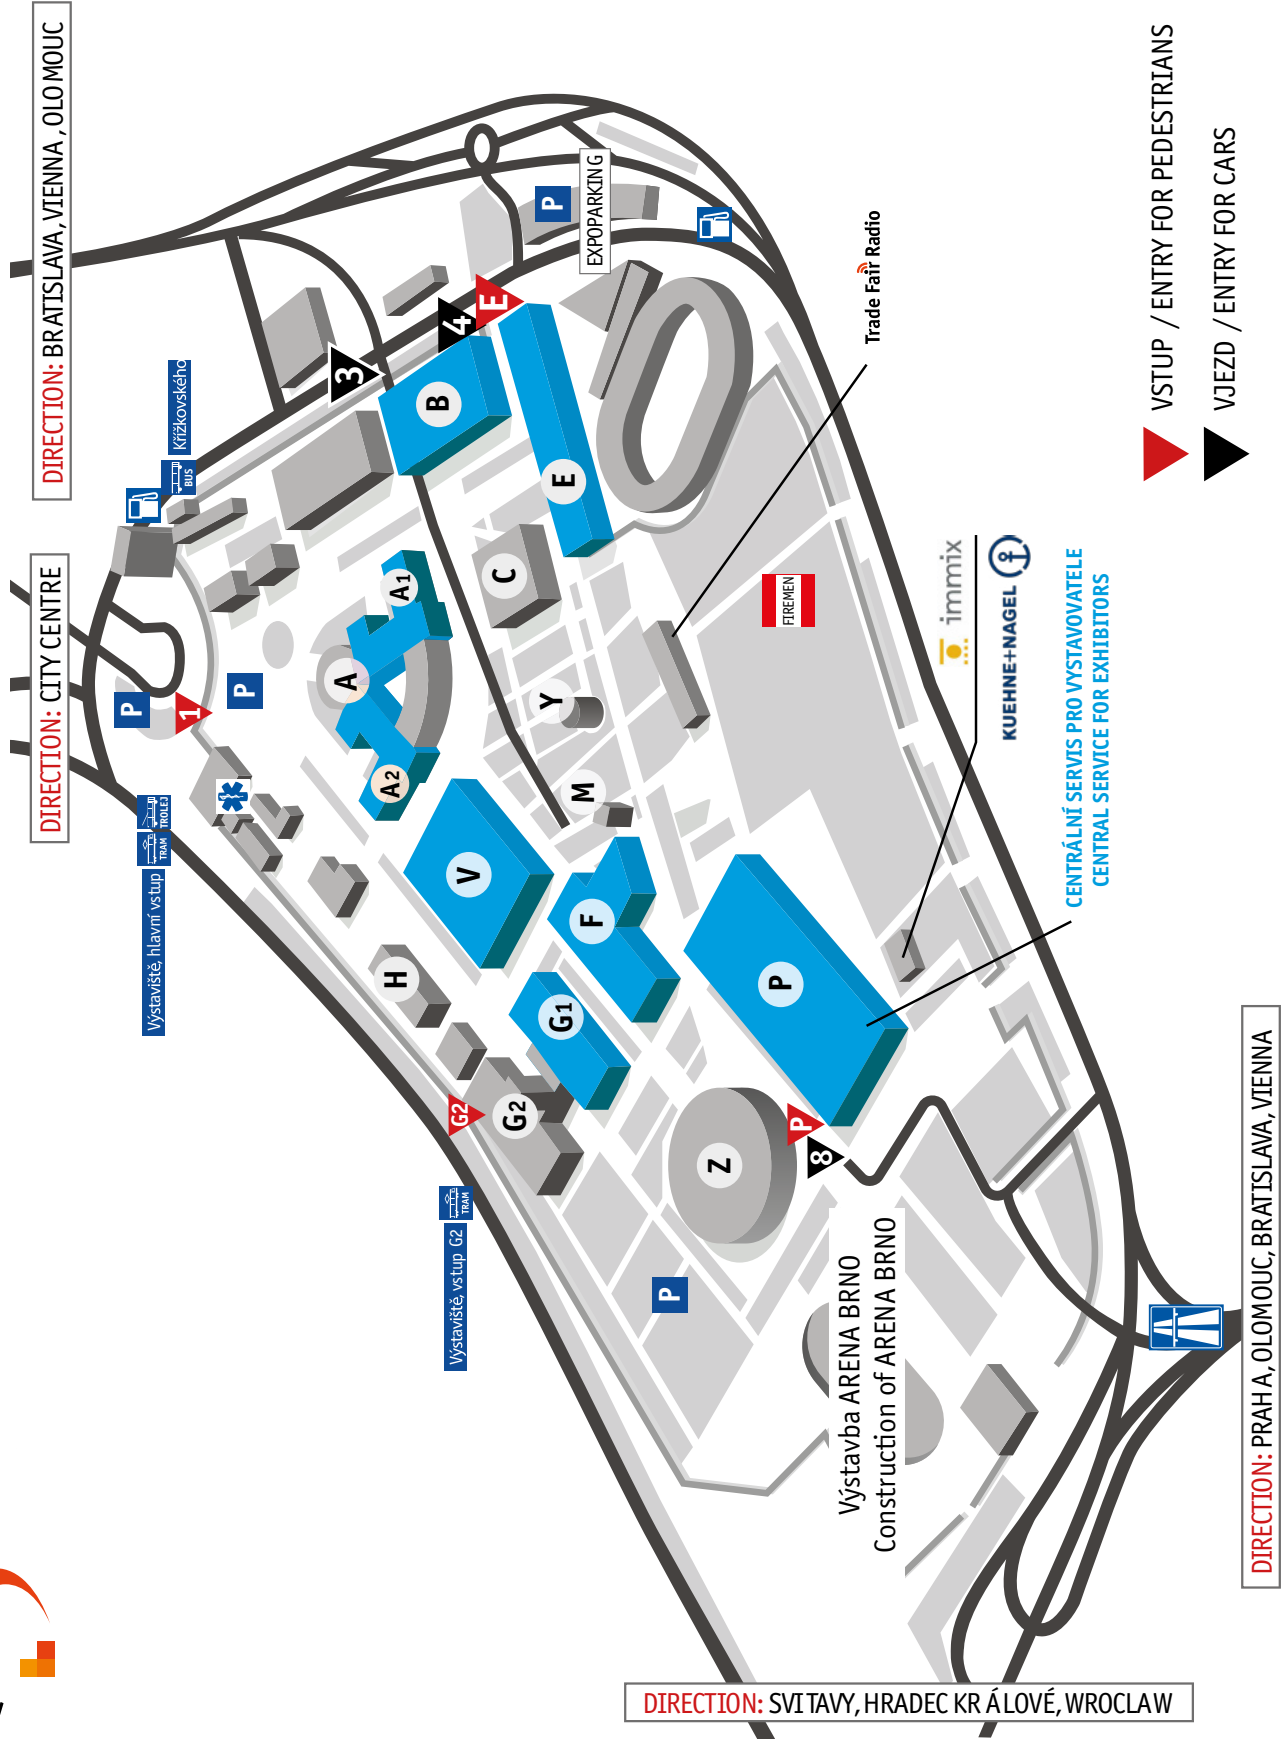 DIRECTION: SVITAVY, HRADEC KRÁLOVÉ, WROCLAW
DIRECTION: CITY CENTRE
DIRECTION: BRATISLAVA, VIENNA, OLOMOUC
Výstaviště, hlavní vstup
TRAM
TROLEJ
BUS
Křížkovského
P
1
P
3
4
E
P
EXPOPARKING
Výstaviště, vstup G2
TRAM
G2
H
G2
G1
V
F
A2
A
A1
B
E
C
Y
M
P
Z
P
P
8
Výstavba ARENA BRNO
Construction of ARENA BRNO
FIREMEN
Trade Fair Radio
immix
KUEHNE+NAGEL
CENTRÁLNÍ SERVIS PRO VYSTAVOVATELE
CENTRAL SERVICE FOR EXHIBITORS
VSTUP / ENTRY FOR PEDESTRIANS
VJEZD / ENTRY FOR CARS
DIRECTION: PRAHA, OLOMOUC, BRATISLAVA, VIENNA